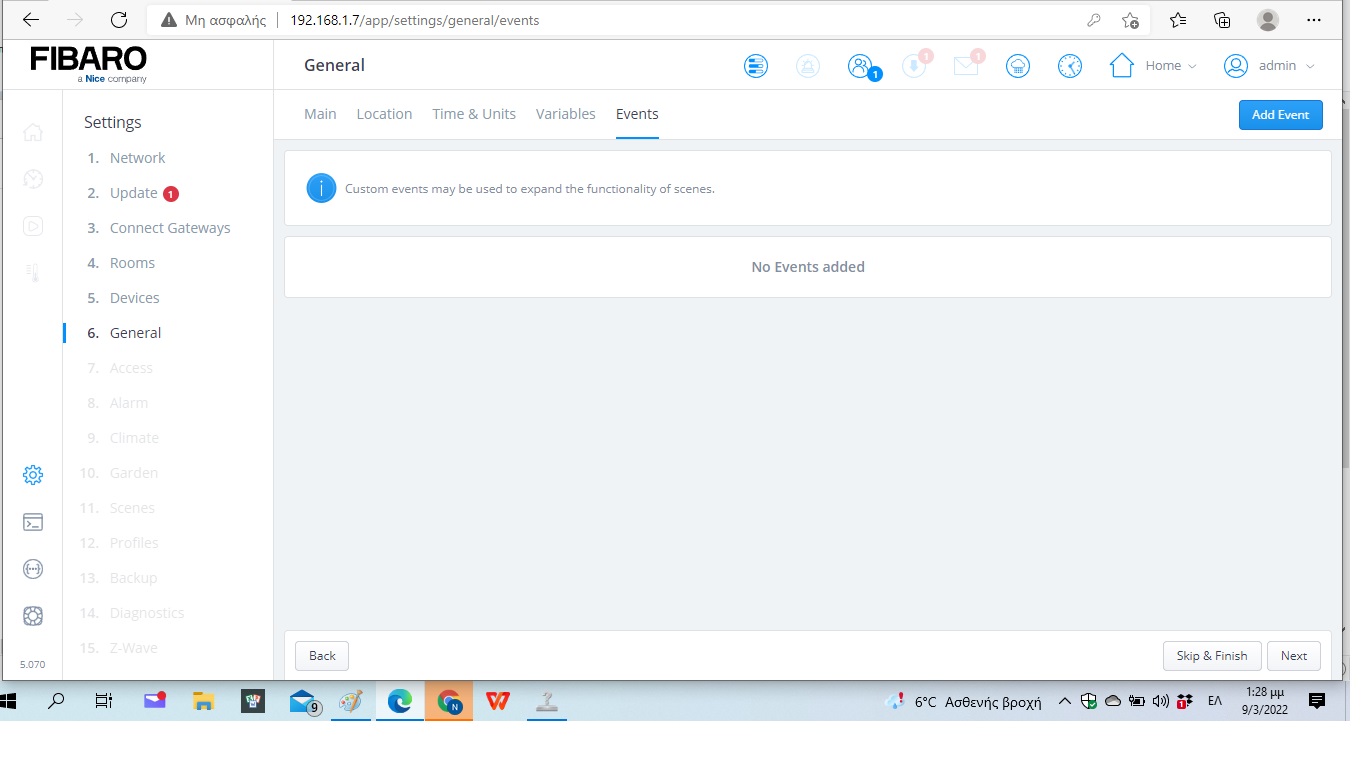 Μη ασφαλής
192.168.1.7/app/settings/general/events
FIBARO
a Nice company
General
1
1
1
Home
admin
Settings
Main
Location
Time & Units
Variables
Events
Add Event
1. Network
2. Update 1
3. Connect Gateways
4. Rooms
5. Devices
6. General
7. Access
8. Alarm
9. Climate
10. Garden
11. Scenes
12. Profiles
13. Backup
14. Diagnostics
15. Z-Wave
5.070
Custom events may be used to expand the functionality of scenes.
No Events added
Back
Skip & Finish
Next
9
N
6°C Ασθενής βροχή
1
ΕΛ
1:28 μμ
9/3/2022